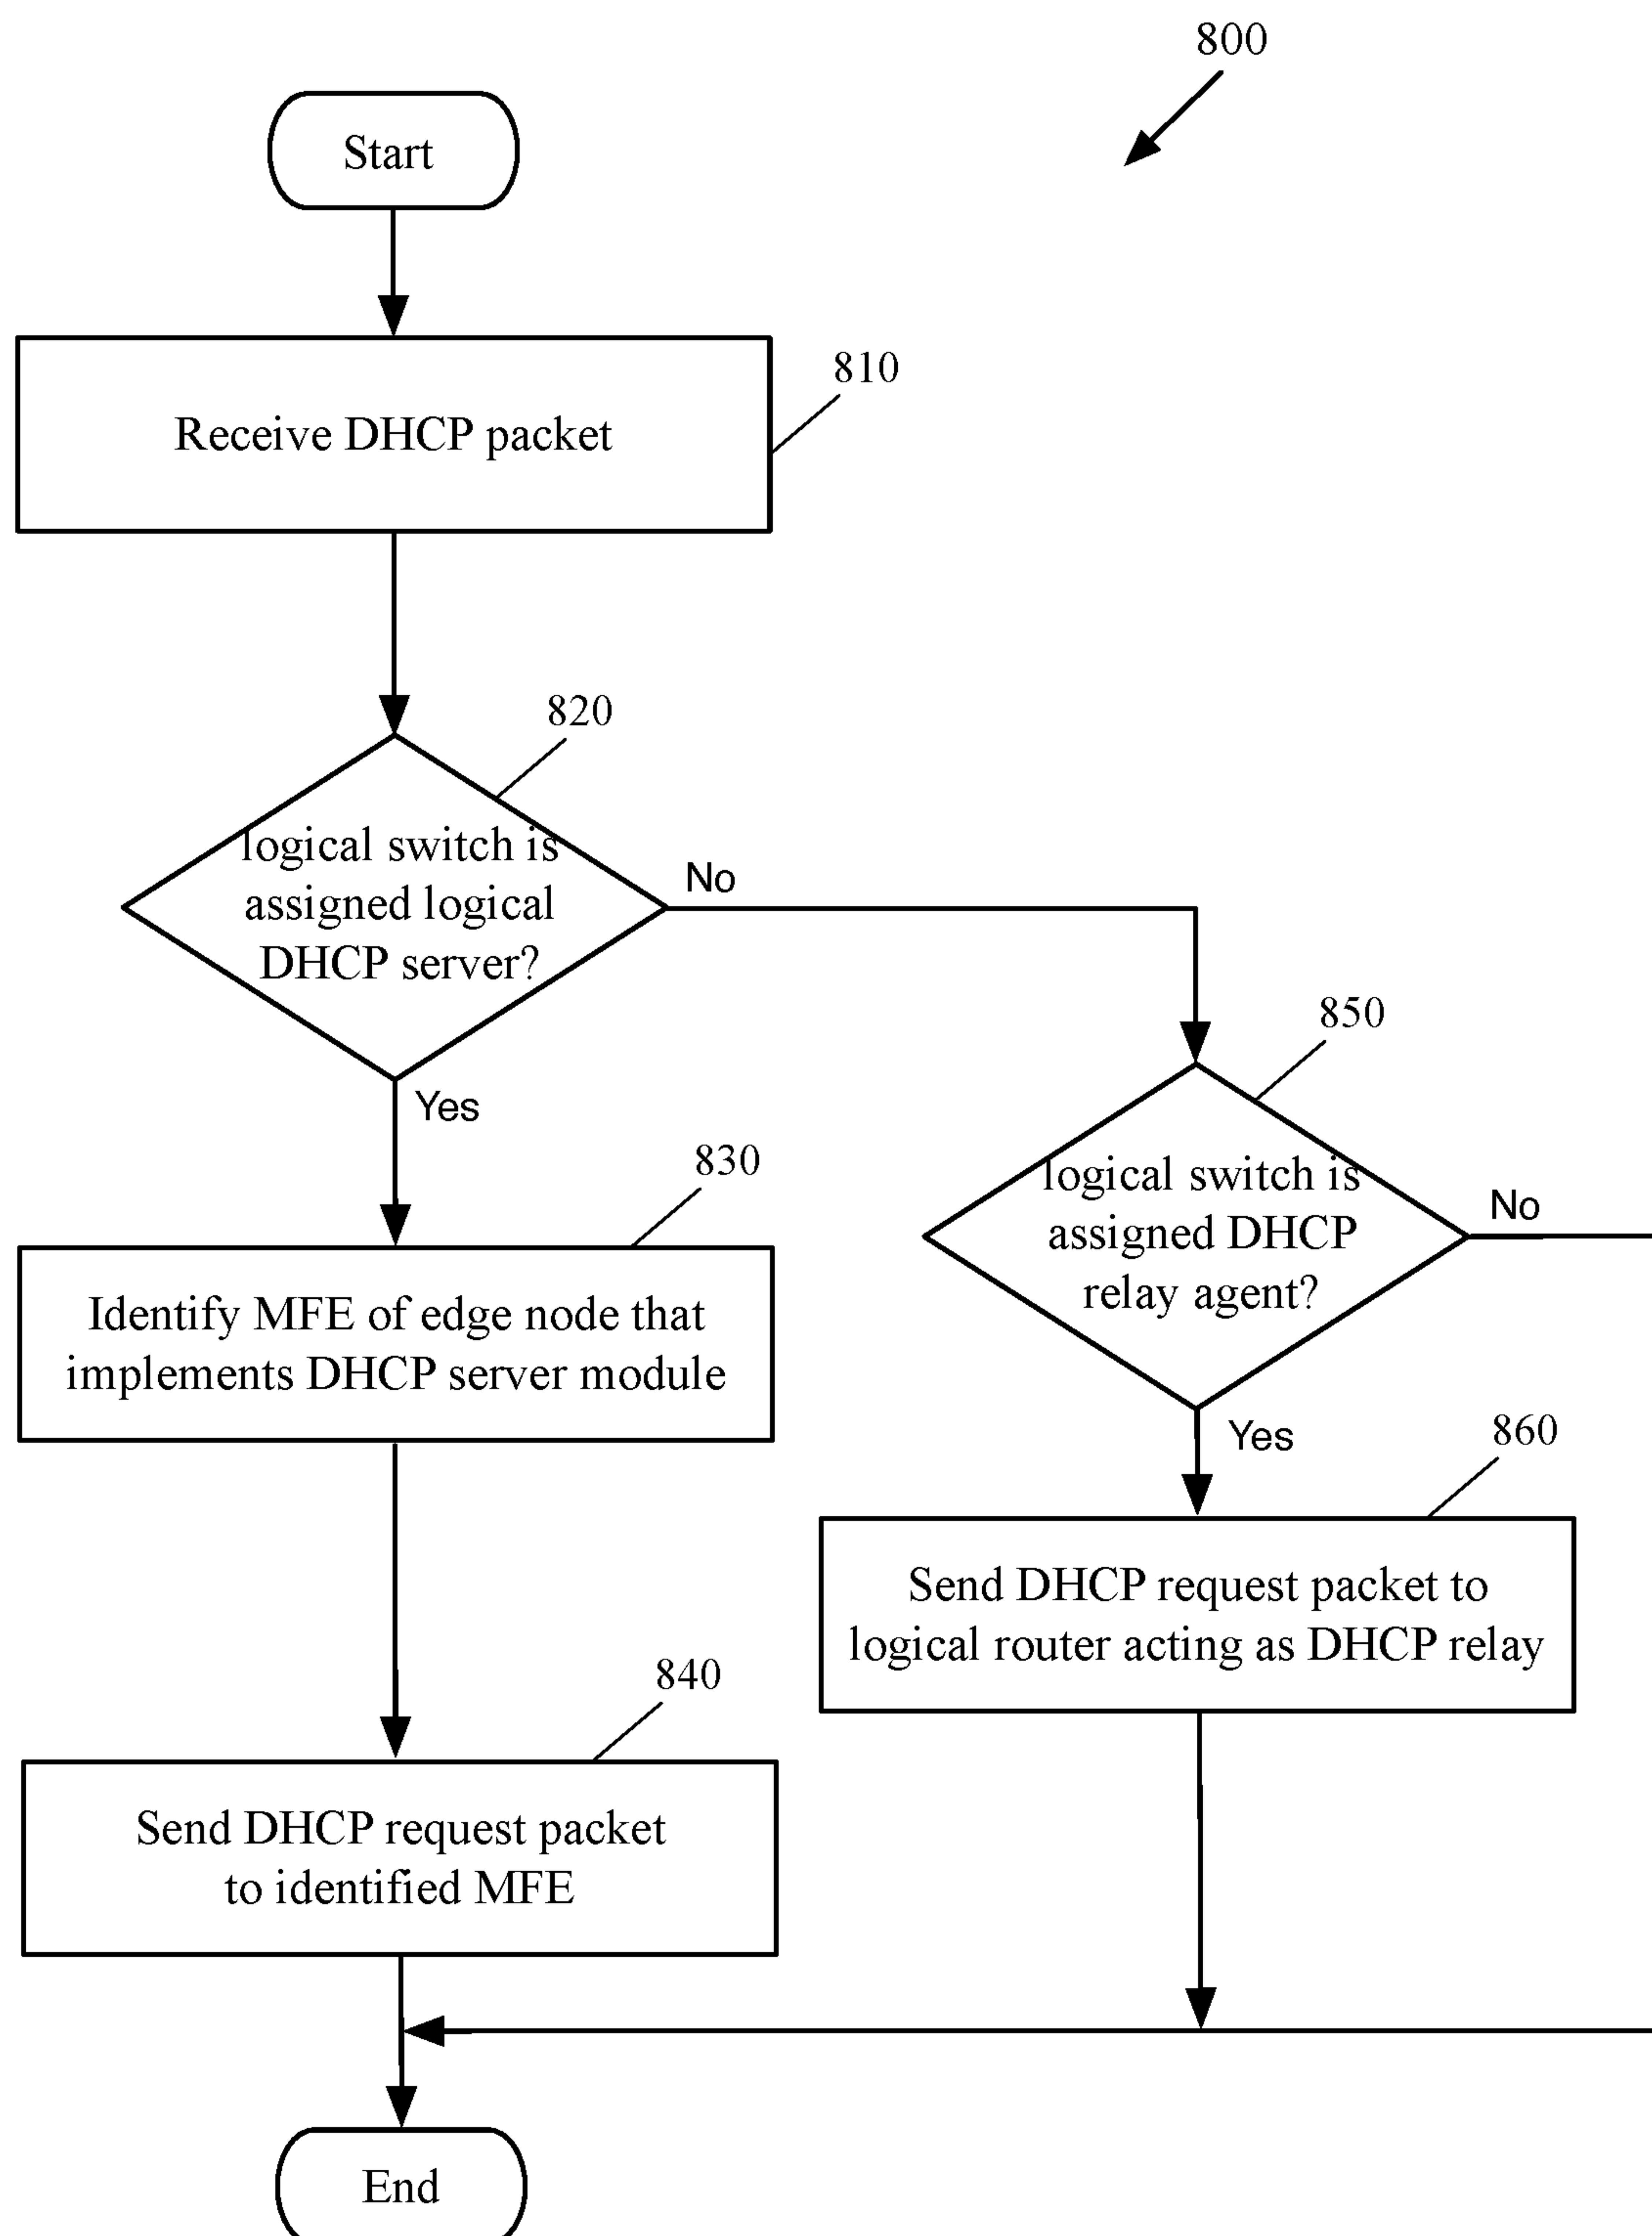 800
Start
810
Receive DHCP packet
820
logical switch is
assigned logical
DHCP server?
No
Yes
850
logical switch is
assigned DHCP
relay agent?
No
Yes
830
Identify MFE of edge node that
implements DHCP server module
860
Send DHCP request packet to
logical router acting as DHCP relay
840
Send DHCP request packet
to identified MFE
End